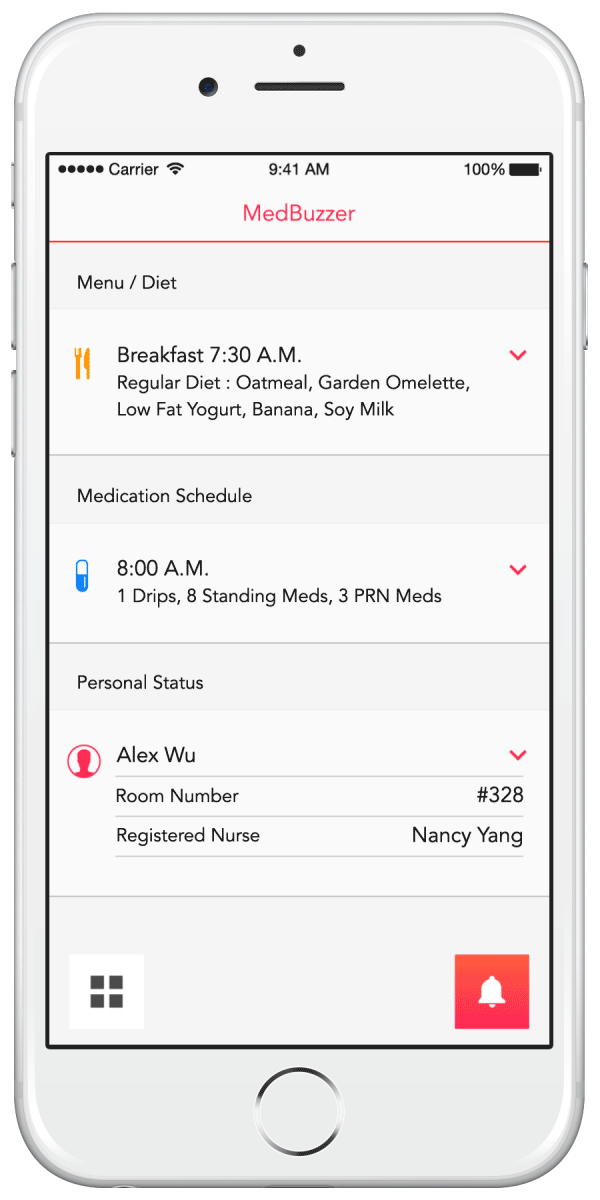 Carrier 9:41 AM 100%
MedBuzzer
Menu / Diet
Breakfast 7:30 A.M.
Regular Diet : Oatmeal, Garden Omelette,
Low Fat Yogurt, Banana, Soy Milk
Medication Schedule
8:00 A.M.
1 Drips, 8 Standing Meds, 3 PRN Meds
Personal Status
Alex Wu
Room Number #328
Registered Nurse Nancy Yang